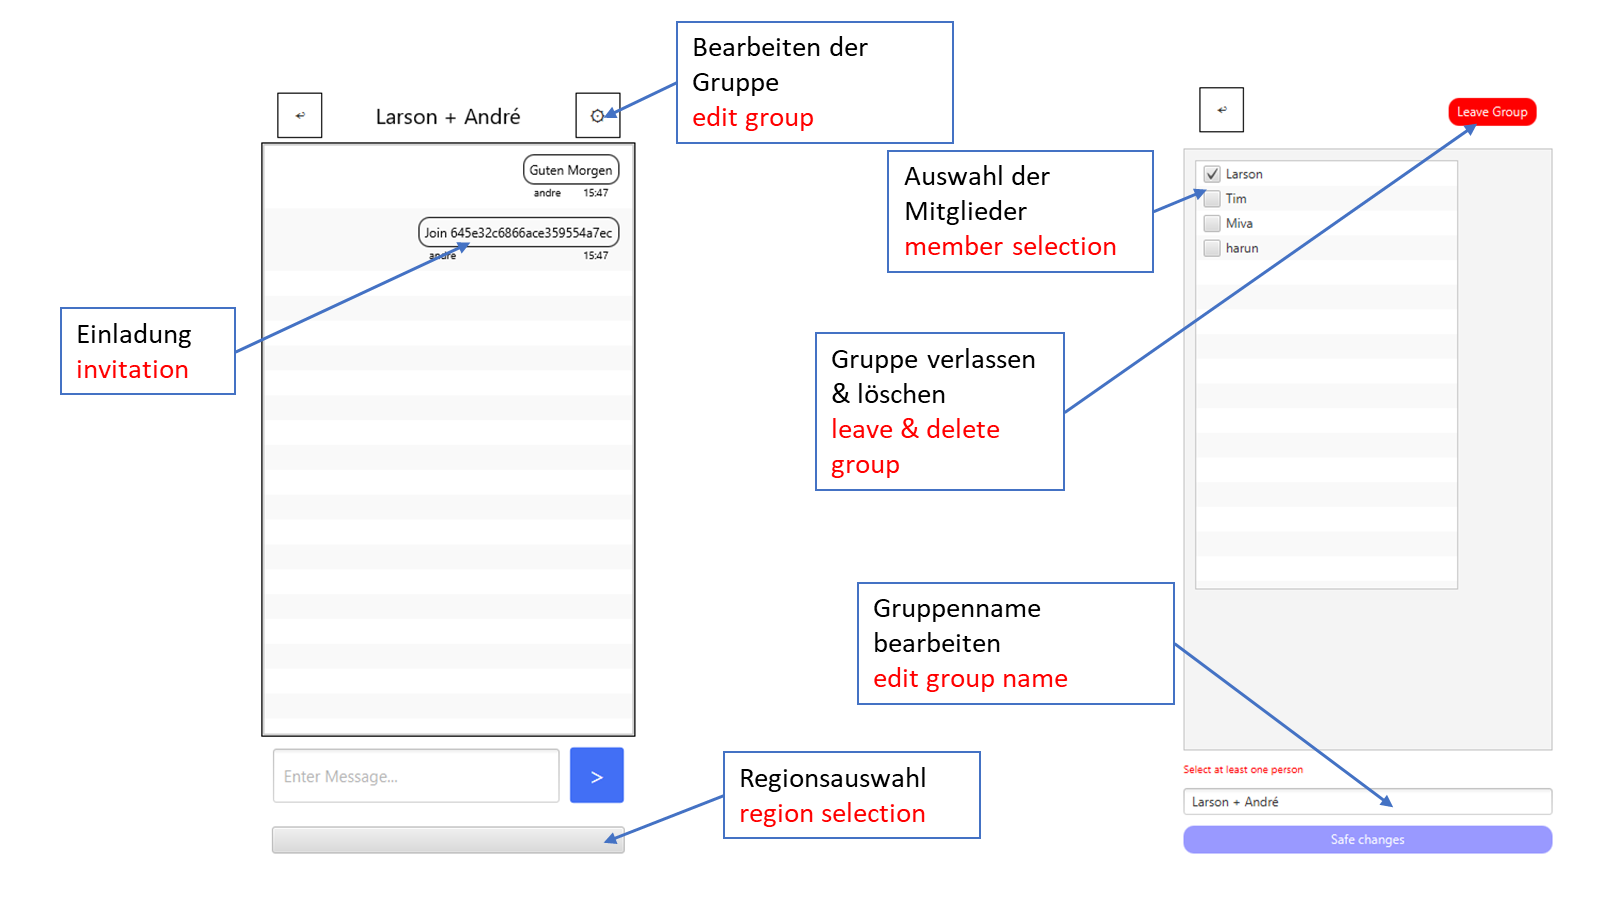 Bearbeiten der
Gruppe
edit group
Larson + André
Guten Morgen
andre 15:47
Join 645e32c6866ace359554a7ec
andre 15:47
Einladung
invitation
Enter Message...
>
Regionsauswahl
region selection
Leave Group
Auswahl der
Mitglieder
member selection
Larson
Tim
Miva
harun
Gruppe verlassen
& löschen
leave & delete
group
Gruppenname
bearbeiten
edit group name
Select at least one person
Larson + André
Safe changes